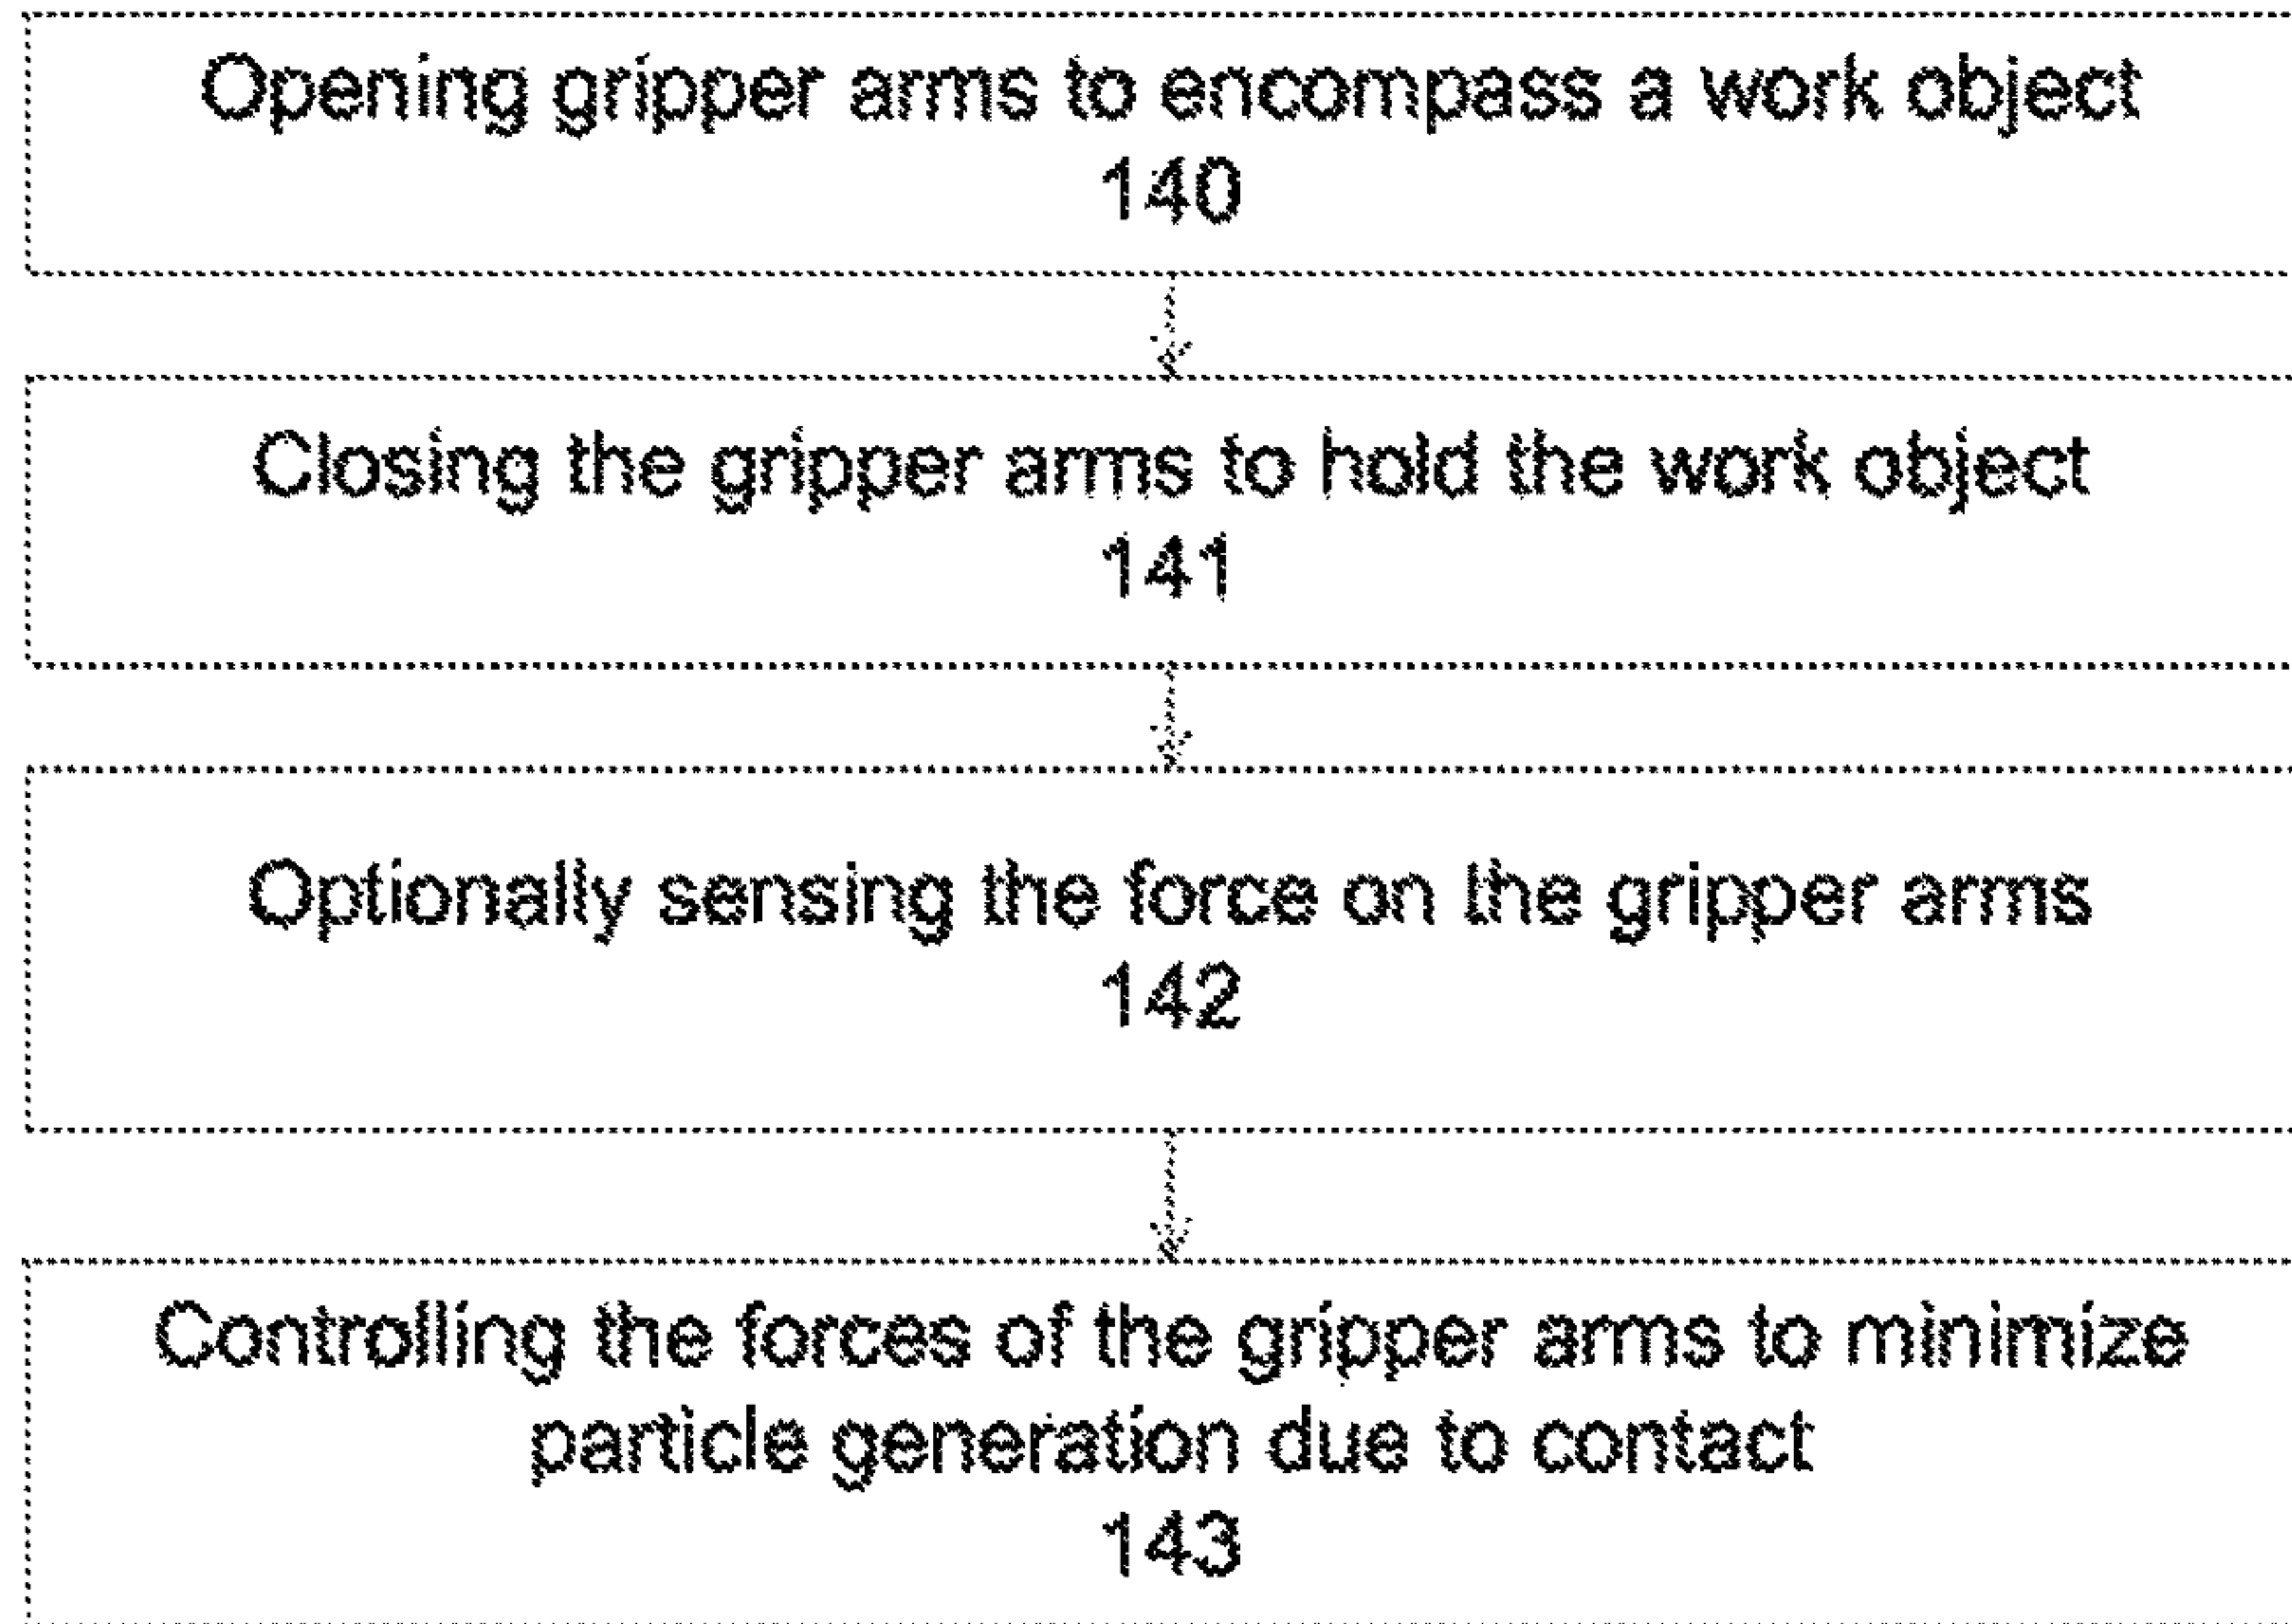 Opening gripper arms to encompass a work object
140
Closing the gripper arms to hold the work object
141
Optionally sensing the force on the gripper arms
142
Controlling the forces of the gripper arms to minimize
particle generation due to contact
143